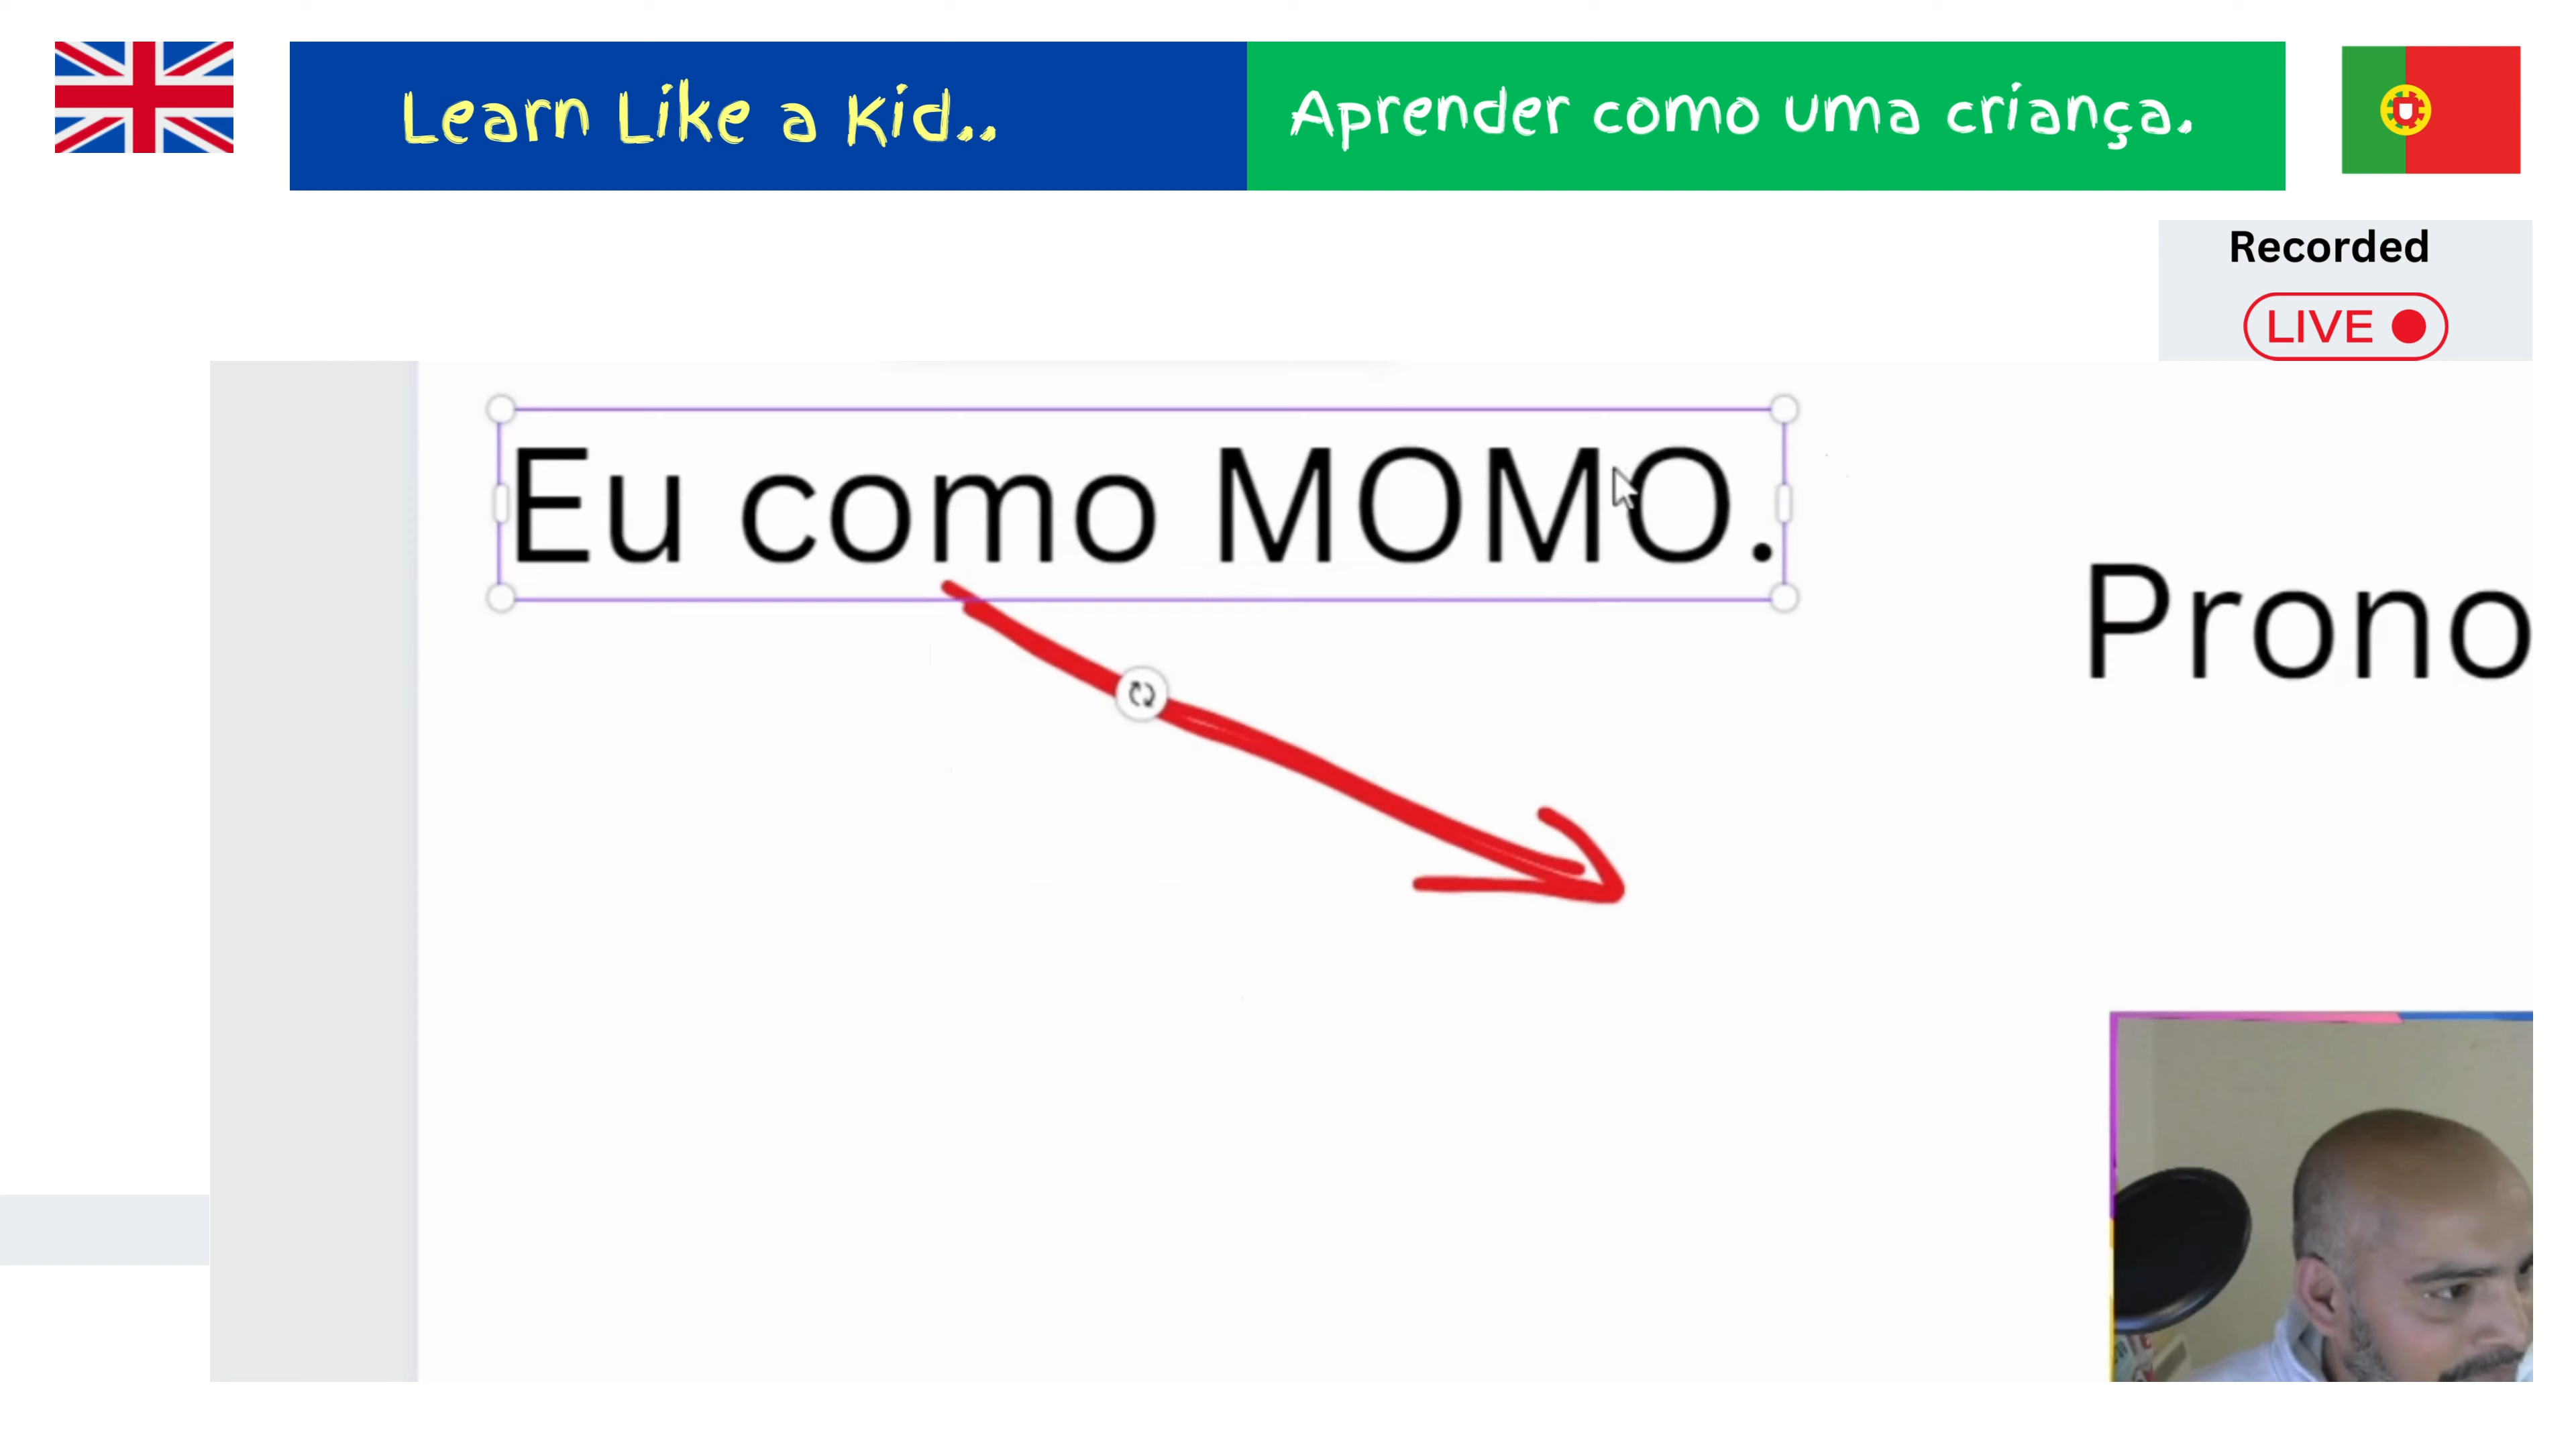 Learn Like a Kid..
Aprender como uma criança.
Recorded
LIVE
Eu como MOMO.
Prono